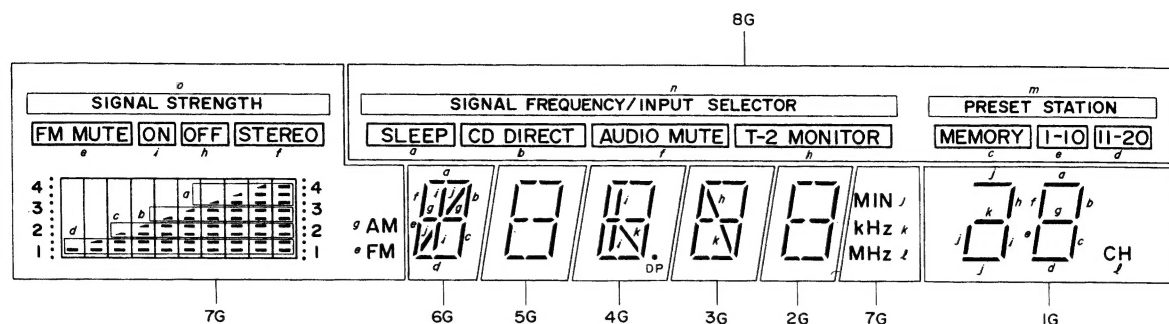 8G
o n m
SIGNAL STRENGTH SIGNAL FREQUENCY/INPUT SELECTOR PRESET STATION
FM MUTE ON OFF STEREO SLEEP CD DIRECT AUDIO MUTE T-2 MONITOR MEMORY 1-10 11-20
e i h f a b f h c e d
4 a 4 a j a
3 c b 3 f i j b i h MIN j k h f b
2 d 2 g AM g g g kHz k j g
1 1 e FM e j i c i k k MHz l i e c CH
d DP j d l
7G 6G 5G 4G 3G 2G 7G 1G